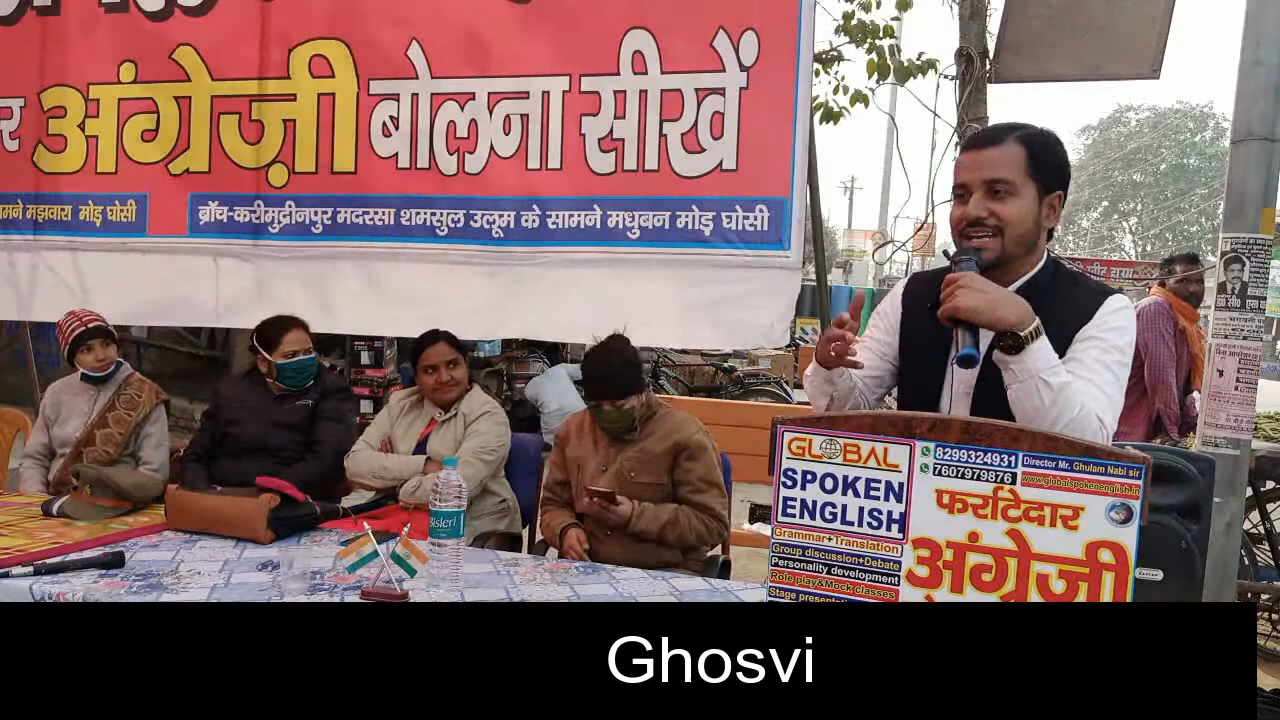 र अंग्रेज़ी बोलना सीखें
मने मझवारा मोड़ घोसी
ब्रॉच-करीमुद्दीनपुर मदरसा शमसुल उलूम के सामने मधुबन मोड़ घोसी
Bisleri
GLOBAL
SPOKEN
ENGLISH
Grammar+Translation
Group discussion+Debate
Personality development
Role play&Mock classes
Stage presentation
8299324931
7607979876
Director Mr. Ghulam Nabi sir
www.globalspokenenglish.in
फर्राटेदार
अंग्रेजी
Ghosvi